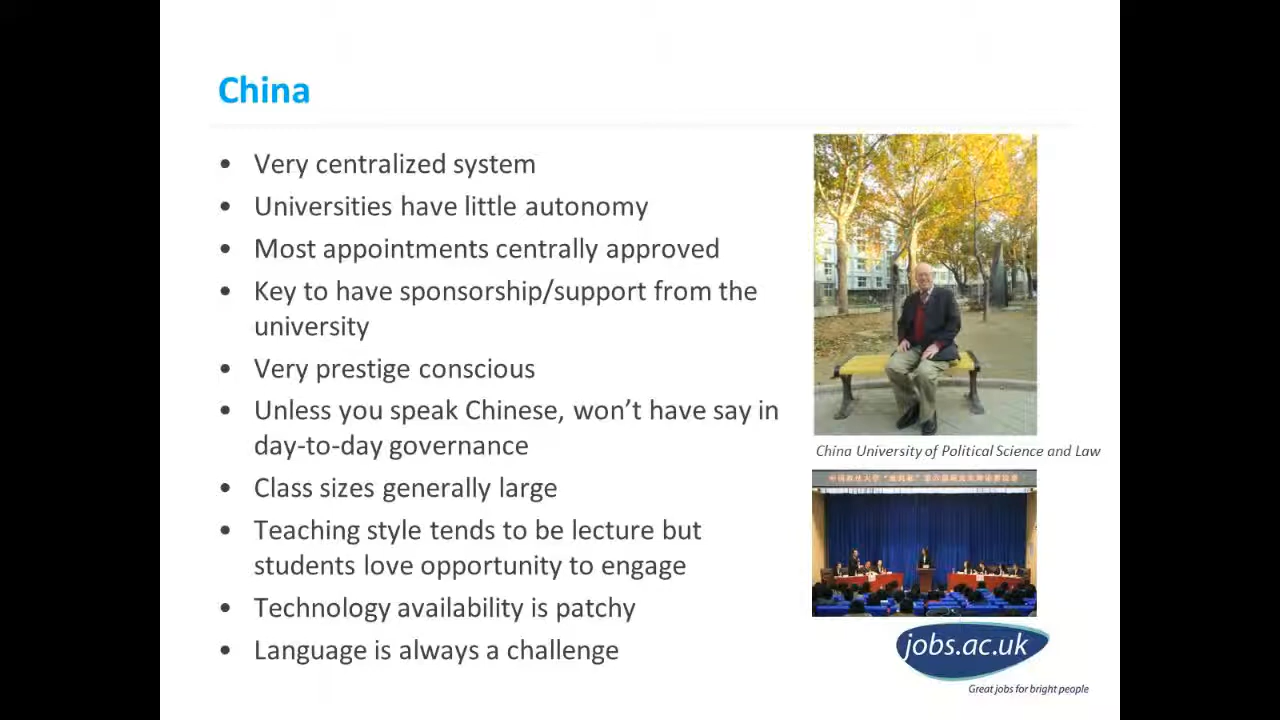 China
• Very centralized system
• Universities have little autonomy
• Most appointments centrally approved
• Key to have sponsorship/support from the
university
• Very prestige conscious
• Unless you speak Chinese, won’t have say in
day-to-day governance
• Class sizes generally large
• Teaching style tends to be lecture but
students love opportunity to engage
• Technology availability is patchy
• Language is always a challenge
China University of Political Science and Law
jobs.ac.uk
Great jobs for bright people